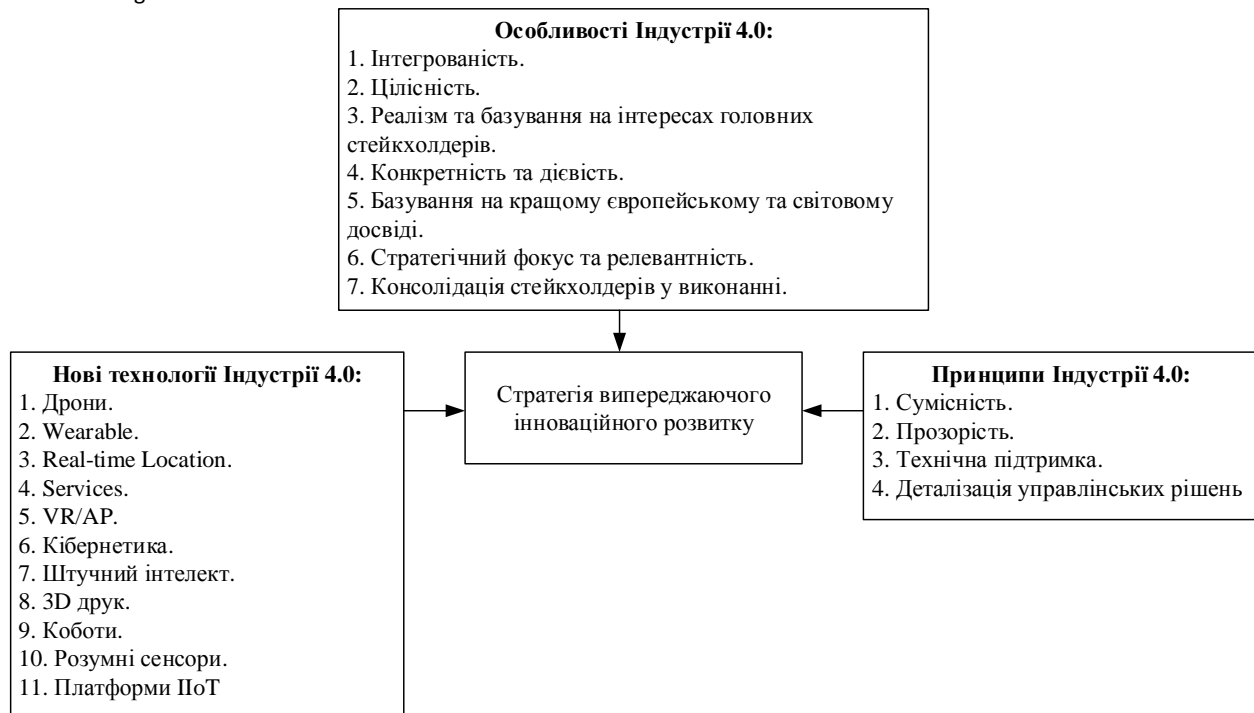 Особливості Індустрії 4.0:
1. Інтегрованість.
2. Цілісність.
3. Реалізм та базування на інтересах головних
стейкхолдерів.
4. Конкретність та дієвість.
5. Базування на кращому європейському та світовому
досвіді.
6. Стратегічний фокус та релевантність.
7. Консолідація стейкхолдерів у виконанні.
Нові технології Індустрії 4.0:
1. Дрони.
2. Wearable.
3. Real-time Location.
4. Services.
5. VR/AP.
6. Кібернетика.
7. Штучний інтелект.
8. 3D друк.
9. Коботи.
10. Розумні сенсори.
11. Платформи ІІоТ
Стратегія випереджаючого
інноваційного розвитку
Принципи Індустрії 4.0:
1. Сумісність.
2. Прозорість.
3. Технічна підтримка.
4. Деталізація управлінських рішень